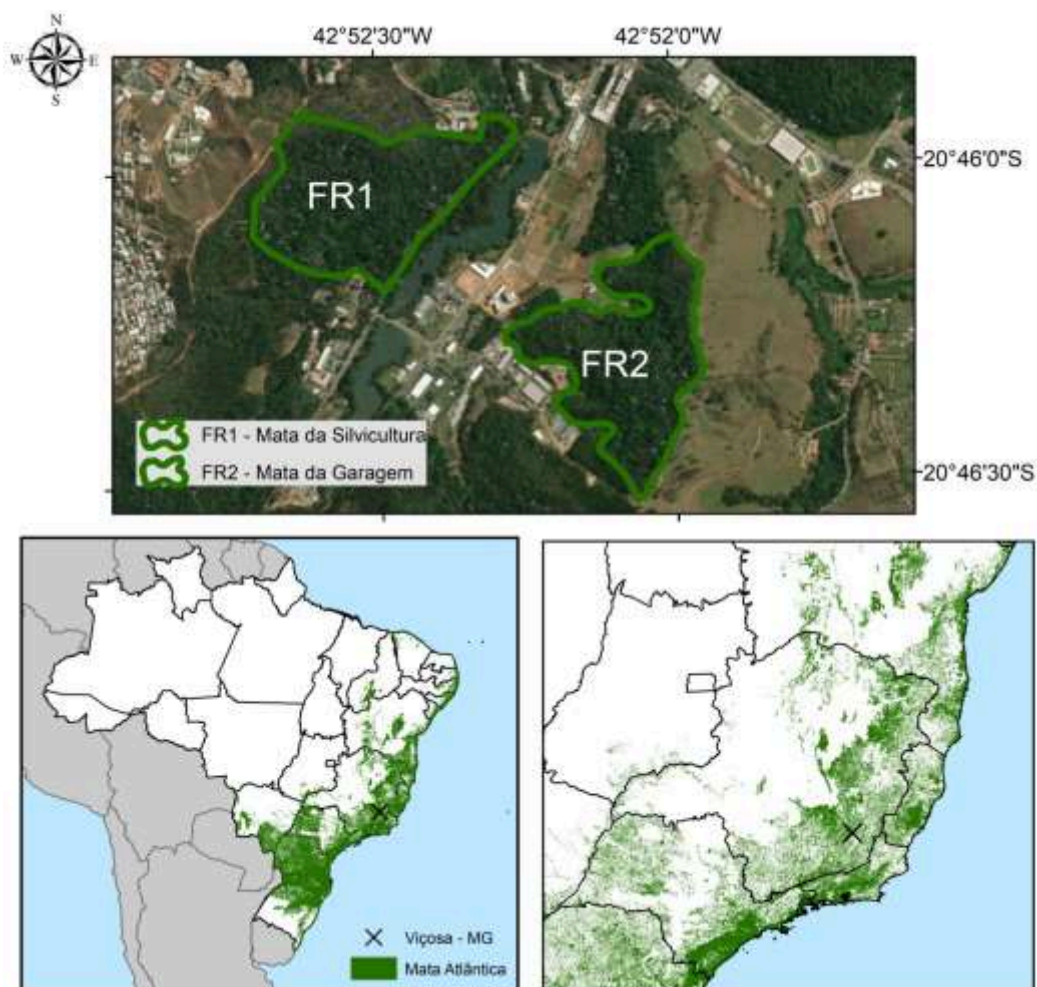 N
W E
S
42°52'30"W 42°52'0"W
20°46'0"S
FR1
FR2
FR1 - Mata da Silvicultura
FR2 - Mata da Garagem
20°46'30"S
Viçosa - MG
Mata Atlântica